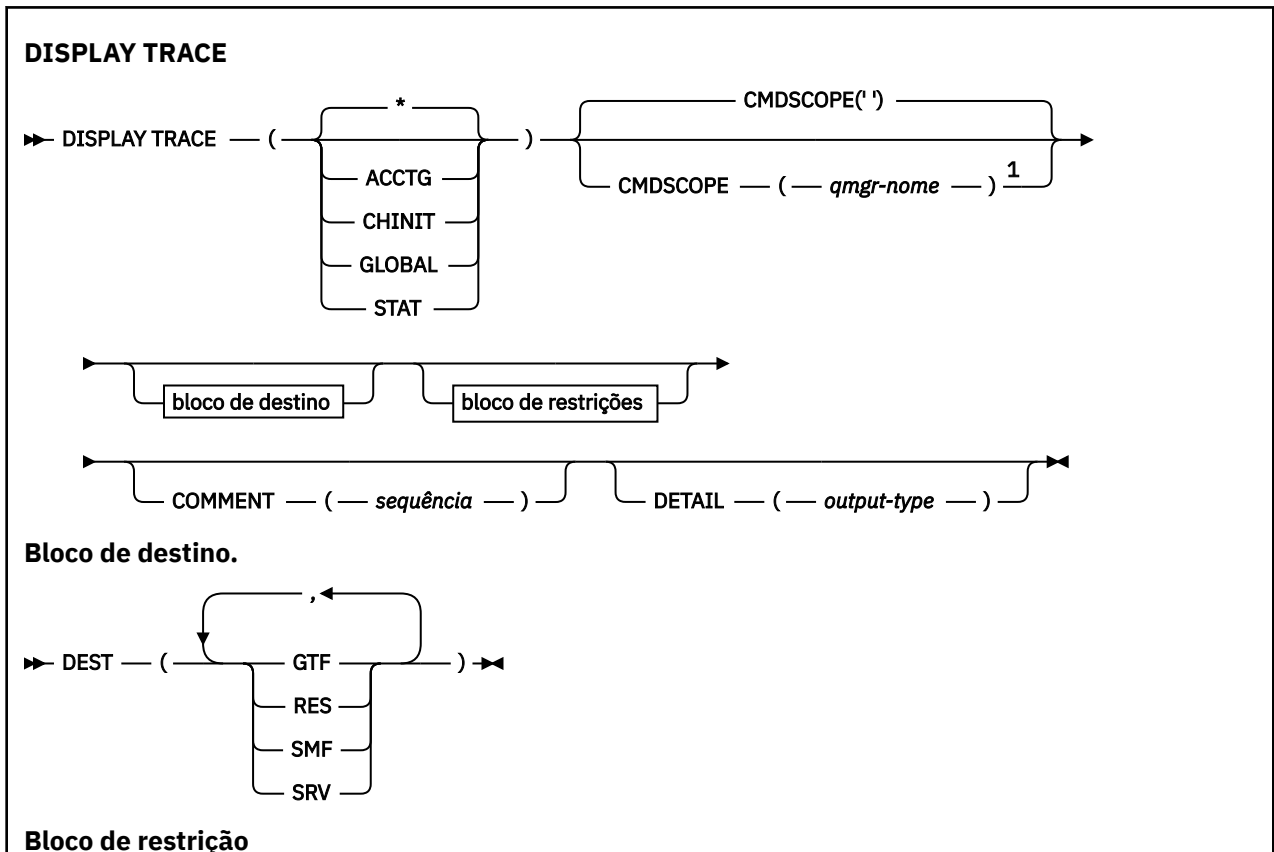 DISPLAY TRACE
*
CMDSCOPE(' ')
DISPLAY TRACE ( )
ACCTG
CHINIT
GLOBAL
STAT
CMDSCOPE ( qmgr-nome ) 1
bloco de destino
bloco de restrições
COMMENT ( sequência )
DETAIL ( output-type )
Bloco de destino.
,
DEST ( GTF )
RES
SMF
SRV
Bloco de restrição